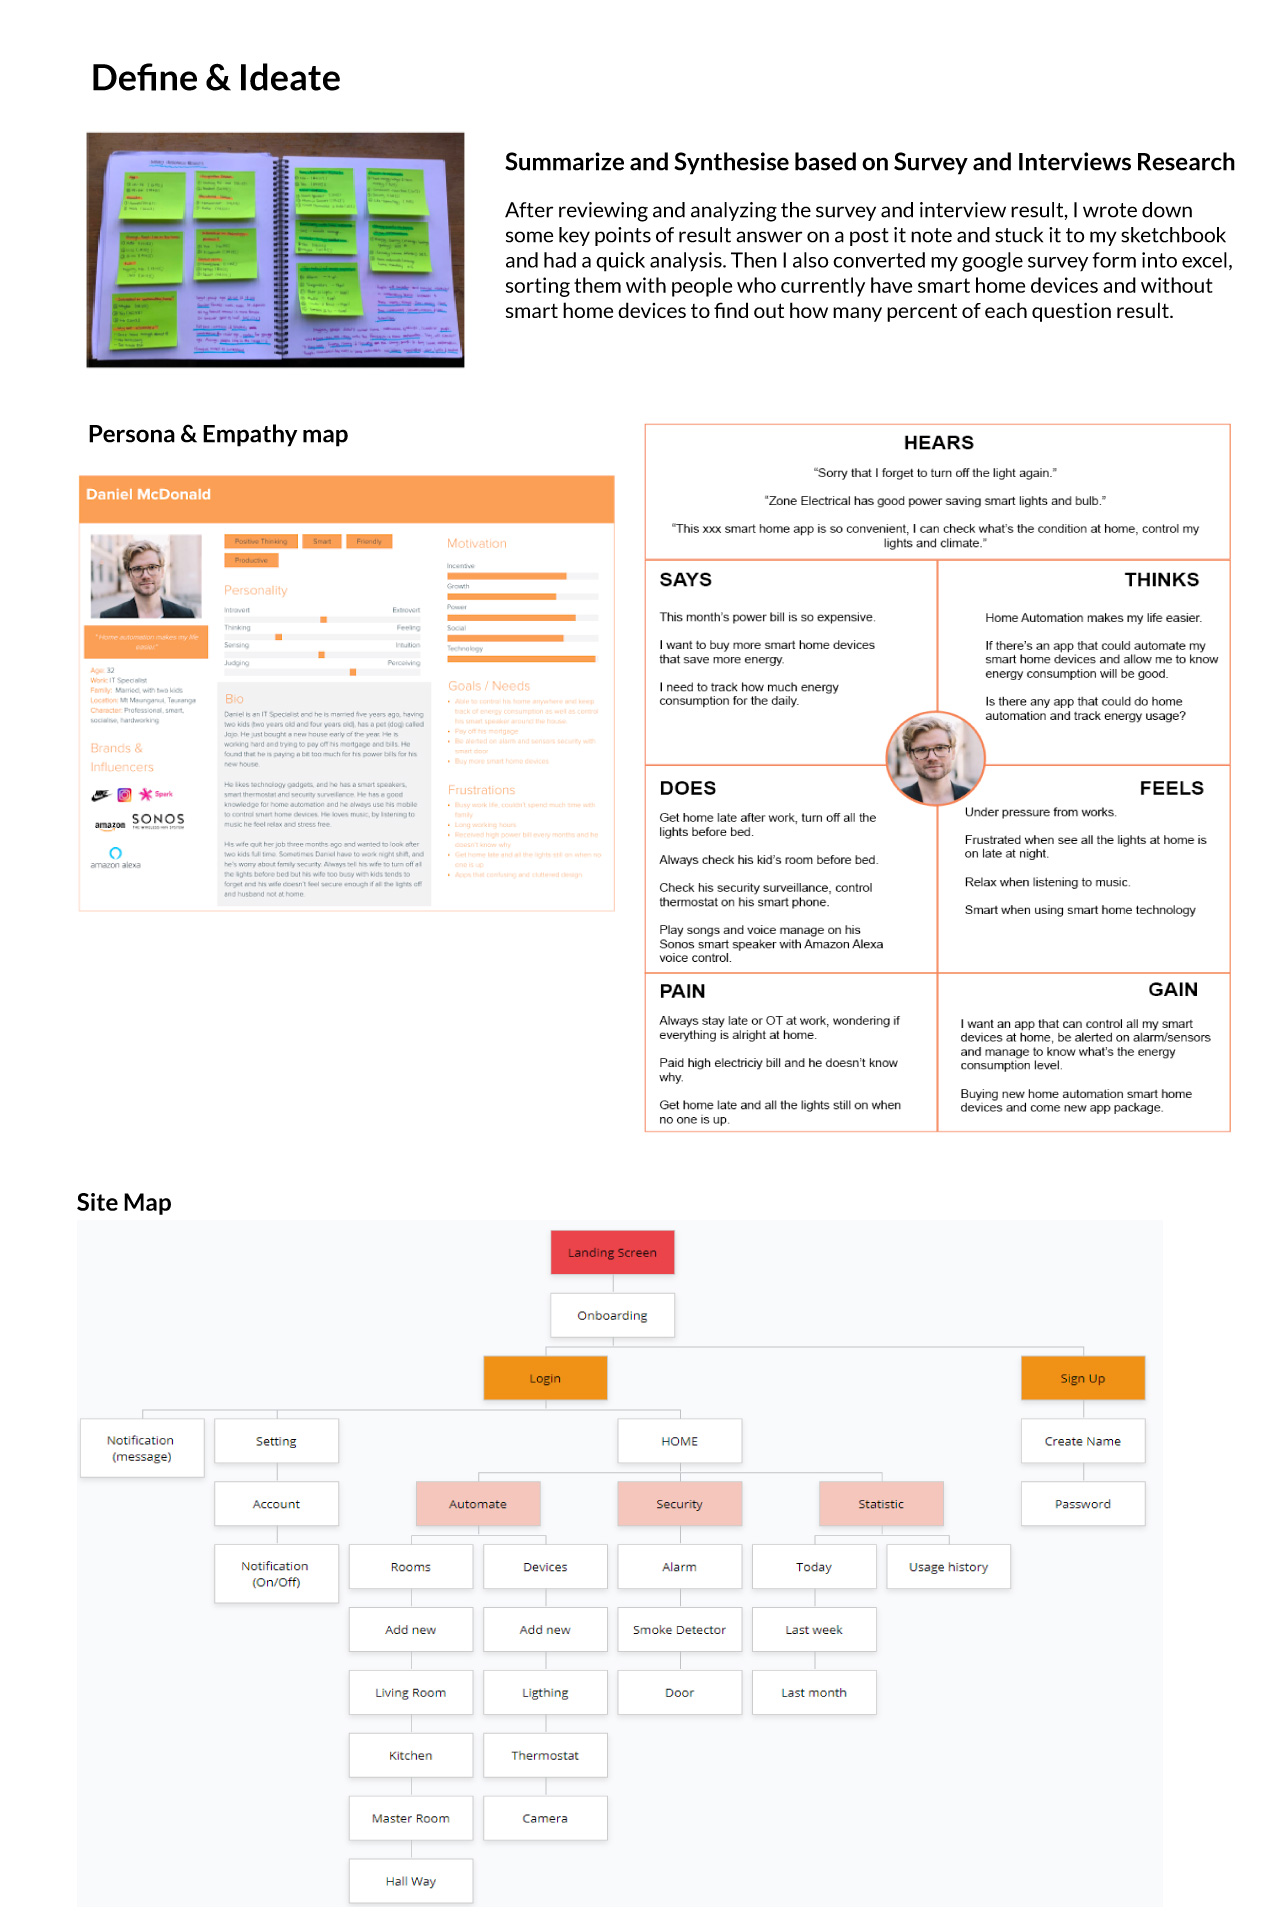 Define & Ideate
Summarize and Synthesise based on Survey and Interviews Research
After reviewing and analyzing the survey and interview result, I wrote down
some key points of result answer on a post it note and stuck it to my sketchbook
and had a quick analysis. Then I also converted my google survey form into excel,
sorting them with people who currently have smart home devices and without
smart home devices to find out how many percent of each question result.
Persona & Empathy map
Daniel McDonald
"Home automation makes my life
easier."
Age: 32
Work: IT Specialist
Family: Married, with two kids
Location: Mt Maunganui, Tauranga
Character: Professional, smart,
socialise, hardworking.
Brands &
Influencers
Spark
amazon
SONOS
THE WIRELESS HIFI SYSTEM
amazon alexa
Positive Thinking
Smart
Friendly
Productive
Personality
Introvert Extrovert
Thinking Feeling
Sensing Intuition
Judging Perceiving
Bio
Daniel is an IT Specialist and he is married five years ago, having
two kids (two years old and four years old), has a pet (dog) called
Jojo. He just bought a new house early of the year. He is
working hard and trying to pay off his mortgage and bills. He
found that he is paying a bit too much for his power bills for his
new house.
He likes technology gadgets, and he has a smart speakers,
smart thermostat and security surveillance. He has a good
knowledge for home automation and he always use his mobile
to control smart home devices. He loves music, by listening to
music he feel relax and stress free.
His wife quit her job three months ago and wanted to look after
two kids full time. Sometimes Daniel have to work night shift, and
he's worry about family security. Always tell his wife to turn off all
the lights before bed but his wife too busy with kids tends to
forget and his wife doesn't feel secure enough if all the lights off
and husband not at home.
Motivation
Incentive
Growth
Power
Social
Technology
Goals / Needs
• Able to control his home anywhere and keep
track of energy consumption as well as control
his smart speaker around the house.
• Pay off his mortgage
• Be alerted on alarm and sensors security with
smart door
• Buy more smart home devices
Frustrations
• Busy work life, couldn't spend much time with
family
• Long working hours
• Received high power bill every months and he
doesn't know why
• Get home late and all the lights still on when no
one is up
• Apps that confusing and cluttered design
HEARS
“Sorry that I forget to turn off the light again.”
“Zone Electrical has good power saving smart lights and bulb.”
“This xxx smart home app is so convenient, I can check what’s the condition at home, control my
lights and climate.”
SAYS
This month’s power bill is so expensive.
I want to buy more smart home devices
that save more energy.
I need to track how much energy
consumption for the daily.
THINKS
Home Automation makes my life easier.
If there’s an app that could automate my
smart home devices and allow me to know
energy consumption will be good.
Is there any app that could do home
automation and track energy usage?
DOES
Get home late after work, turn off all the
lights before bed.
Always check his kid’s room before bed.
Check his security surveillance, control
thermostat on his smart phone.
Play songs and voice manage on his
Sonos smart speaker with Amazon Alexa
voice control.
FEELS
Under pressure from works.
Frustrated when see all the lights at home is
on late at night.
Relax when listening to music.
Smart when using smart home technology
PAIN
Always stay late or OT at work, wondering if
everything is alright at home.
Paid high electriciy bill and he doesn’t know
why.
Get home late and all the lights still on when
no one is up.
GAIN
I want an app that can control all my smart
devices at home, be alerted on alarm/sensors
and manage to know what’s the energy
consumption level.
Buying new home automation smart home
devices and come new app package.
Site Map
Landing Screen
Onboarding
Login
Sign Up
Notification
(message)
Setting
HOME
Create Name
Account
Automate
Security
Statistic
Password
Notification
(On/Off)
Rooms
Devices
Alarm
Today
Usage history
Add new
Add new
Smoke Detector
Last week
Living Room
Ligthing
Door
Last month
Kitchen
Thermostat
Master Room
Camera
Hall Way